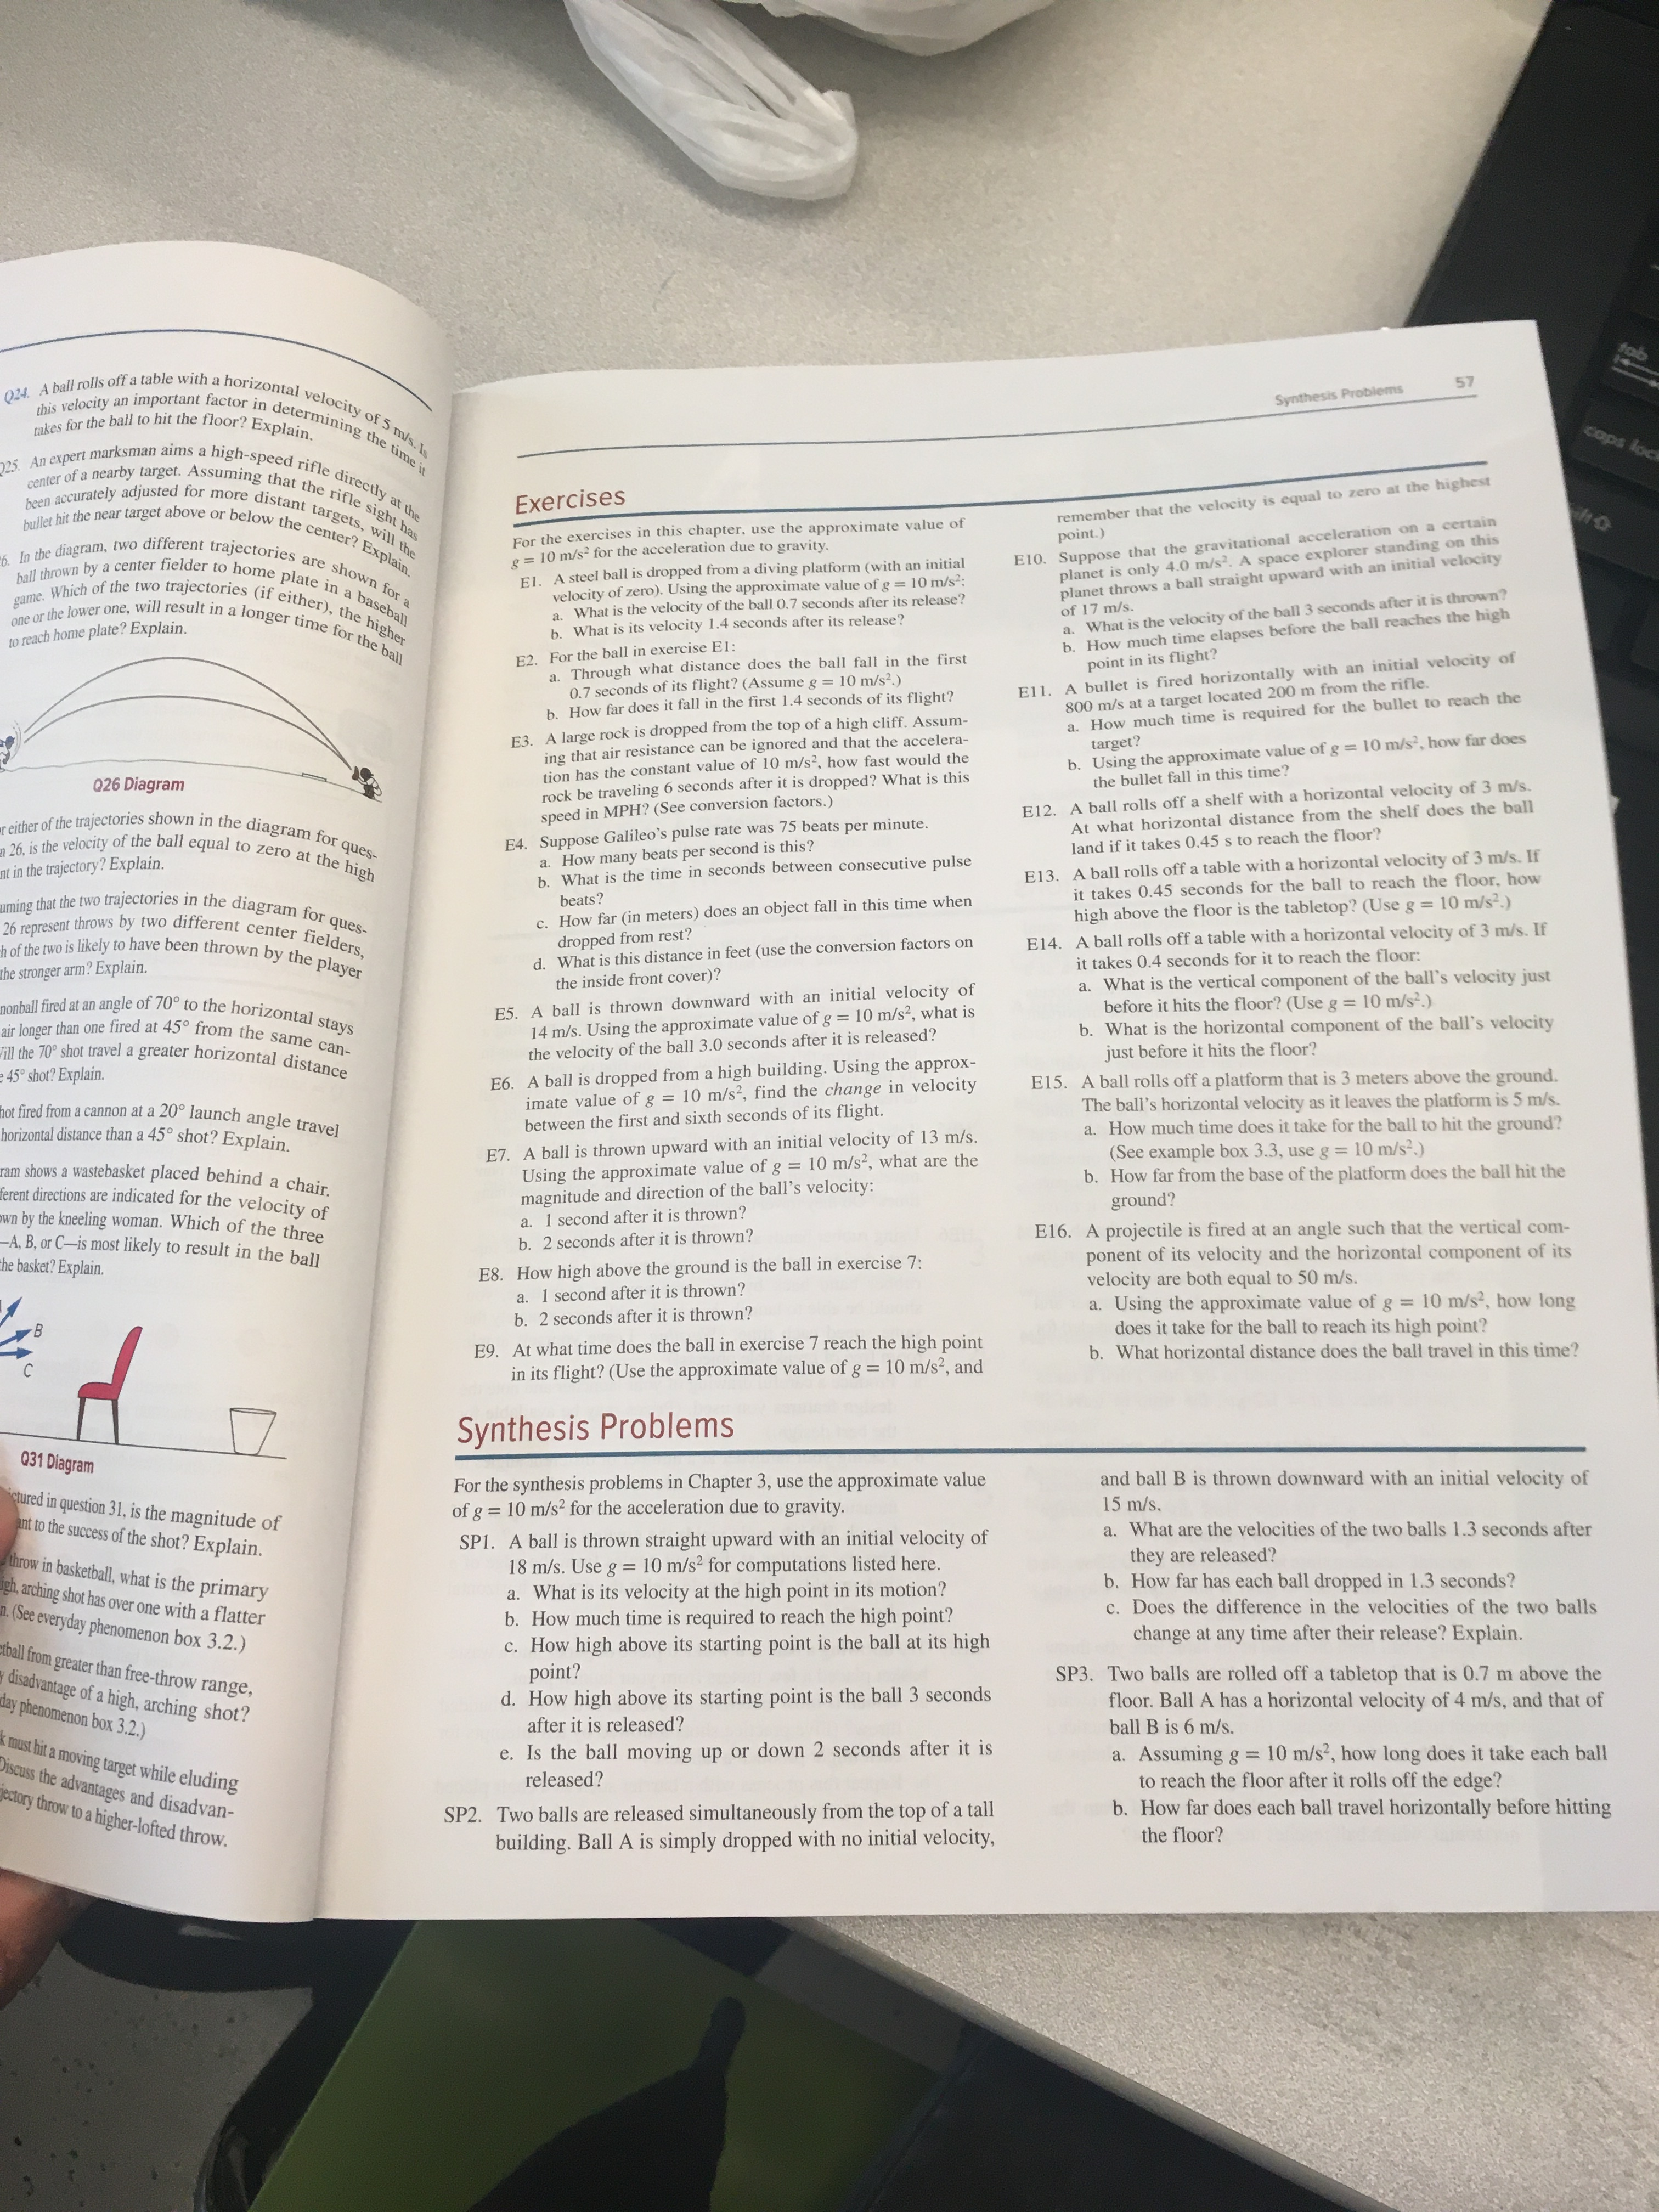 Q24. A ball rolls off a table with a horizontal velocity of 5 m/s. Is
this velocity an important factor in determining the time it
takes for the ball to hit the floor? Explain.
Q25. An expert marksman aims a high-speed rifle directly at the
center of a nearby target. Assuming that the rifle sight has
been accurately adjusted for more distant targets, will the
bullet hit the near target above or below the center? Explain.
6. In the diagram, two different trajectories are shown for a
ball thrown by a center fielder to home plate in a baseball
game. Which of the two trajectories (if either), the higher
one or the lower one, will result in a longer time for the ball
to reach home plate? Explain.
Q26 Diagram
r either of the trajectories shown in the diagram for ques-
n 26, is the velocity of the ball equal to zero at the high
nt in the trajectory? Explain.
uming that the two trajectories in the diagram for ques-
26 represent throws by two different center fielders,
h of the two is likely to have been thrown by the player
the stronger arm? Explain.
nonball fired at an angle of 70° to the horizontal stays
air longer than one fired at 45° from the same can-
ill the 70° shot travel a greater horizontal distance
e 45° shot? Explain.
hot fired from a cannon at a 20° launch angle travel
horizontal distance than a 45° shot? Explain.
ram shows a wastebasket placed behind a chair.
ferent directions are indicated for the velocity of
own by the kneeling woman. Which of the three
—A, B, or C—is most likely to result in the ball
the basket? Explain.
B
C
Q31 Diagram
ctured in question 31, is the magnitude of
ant to the success of the shot? Explain.
throw in basketball, what is the primary
igh, arching shot has over one with a flatter
n. (See everyday phenomenon box 3.2.)
etball from greater than free-throw range,
y disadvantage of a high, arching shot?
day phenomenon box 3.2.)
k must hit a moving target while eluding
Discuss the advantages and disadvan-
jectory throw to a higher-lofted throw.
Synthesis Problems 57
Exercises
For the exercises in this chapter, use the approximate value of
g = 10 m/s² for the acceleration due to gravity.
E1. A steel ball is dropped from a diving platform (with an initial
velocity of zero). Using the approximate value of g = 10 m/s²:
a. What is the velocity of the ball 0.7 seconds after its release?
b. What is its velocity 1.4 seconds after its release?
E2. For the ball in exercise E1:
a. Through what distance does the ball fall in the first
0.7 seconds of its flight? (Assume g = 10 m/s².)
b. How far does it fall in the first 1.4 seconds of its flight?
E3. A large rock is dropped from the top of a high cliff. Assum-
ing that air resistance can be ignored and that the accelera-
tion has the constant value of 10 m/s², how fast would the
rock be traveling 6 seconds after it is dropped? What is this
speed in MPH? (See conversion factors.)
E4. Suppose Galileo's pulse rate was 75 beats per minute.
a. How many beats per second is this?
b. What is the time in seconds between consecutive pulse
beats?
c. How far (in meters) does an object fall in this time when
dropped from rest?
d. What is this distance in feet (use the conversion factors on
the inside front cover)?
E5. A ball is thrown downward with an initial velocity of
14 m/s. Using the approximate value of g = 10 m/s², what is
the velocity of the ball 3.0 seconds after it is released?
E6. A ball is dropped from a high building. Using the approx-
imate value of g = 10 m/s², find the change in velocity
between the first and sixth seconds of its flight.
E7. A ball is thrown upward with an initial velocity of 13 m/s.
Using the approximate value of g = 10 m/s², what are the
magnitude and direction of the ball's velocity:
a. 1 second after it is thrown?
b. 2 seconds after it is thrown?
E8. How high above the ground is the ball in exercise 7:
a. 1 second after it is thrown?
b. 2 seconds after it is thrown?
E9. At what time does the ball in exercise 7 reach the high point
in its flight? (Use the approximate value of g = 10 m/s², and
remember that the velocity is equal to zero at the highest
point.)
E10. Suppose that the gravitational acceleration on a certain
planet is only 4.0 m/s². A space explorer standing on this
planet throws a ball straight upward with an initial velocity
of 17 m/s.
a. What is the velocity of the ball 3 seconds after it is thrown?
b. How much time elapses before the ball reaches the high
point in its flight?
E11. A bullet is fired horizontally with an initial velocity of
800 m/s at a target located 200 m from the rifle.
a. How much time is required for the bullet to reach the
target?
b. Using the approximate value of g = 10 m/s², how far does
the bullet fall in this time?
E12. A ball rolls off a shelf with a horizontal velocity of 3 m/s.
At what horizontal distance from the shelf does the ball
land if it takes 0.45 s to reach the floor?
E13. A ball rolls off a table with a horizontal velocity of 3 m/s. If
it takes 0.45 seconds for the ball to reach the floor, how
high above the floor is the tabletop? (Use g = 10 m/s².)
E14. A ball rolls off a table with a horizontal velocity of 3 m/s. If
it takes 0.4 seconds for it to reach the floor:
a. What is the vertical component of the ball's velocity just
before it hits the floor? (Use g = 10 m/s².)
b. What is the horizontal component of the ball's velocity
just before it hits the floor?
E15. A ball rolls off a platform that is 3 meters above the ground.
The ball's horizontal velocity as it leaves the platform is 5 m/s.
a. How much time does it take for the ball to hit the ground?
(See example box 3.3, use g = 10 m/s².)
b. How far from the base of the platform does the ball hit the
ground?
E16. A projectile is fired at an angle such that the vertical com-
ponent of its velocity and the horizontal component of its
velocity are both equal to 50 m/s.
a. Using the approximate value of g = 10 m/s², how long
does it take for the ball to reach its high point?
b. What horizontal distance does the ball travel in this time?
Synthesis Problems
For the synthesis problems in Chapter 3, use the approximate value
of g = 10 m/s² for the acceleration due to gravity.
SP1. A ball is thrown straight upward with an initial velocity of
18 m/s. Use g = 10 m/s² for computations listed here.
a. What is its velocity at the high point in its motion?
b. How much time is required to reach the high point?
c. How high above its starting point is the ball at its high
point?
d. How high above its starting point is the ball 3 seconds
after it is released?
e. Is the ball moving up or down 2 seconds after it is
released?
SP2. Two balls are released simultaneously from the top of a tall
building. Ball A is simply dropped with no initial velocity,
and ball B is thrown downward with an initial velocity of
15 m/s.
a. What are the velocities of the two balls 1.3 seconds after
they are released?
b. How far has each ball dropped in 1.3 seconds?
c. Does the difference in the velocities of the two balls
change at any time after their release? Explain.
SP3. Two balls are rolled off a tabletop that is 0.7 m above the
floor. Ball A has a horizontal velocity of 4 m/s, and that of
ball B is 6 m/s.
a. Assuming g = 10 m/s², how long does it take each ball
to reach the floor after it rolls off the edge?
b. How far does each ball travel horizontally before hitting
the floor?
tab
caps loc